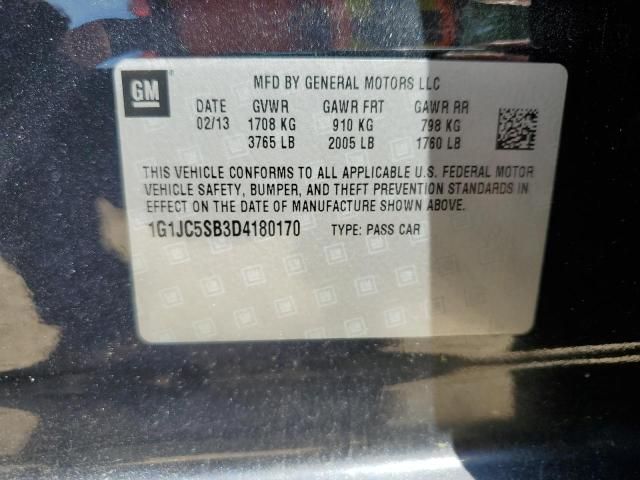 GM
MFD BY GENERAL MOTORS LLC
DATE GVWR GAWR FRT GAWR RR
02/13 1708 KG 910 KG 798 KG
3765 LB 2005 LB 1760 LB
THIS VEHICLE CONFORMS TO ALL APPLICABLE U.S. FEDERAL MOTOR
VEHICLE SAFETY, BUMPER, AND THEFT PREVENTION STANDARDS IN
EFFECT ON THE DATE OF MANUFACTURE SHOWN ABOVE.
1G1JC5SB3D4180170 TYPE: PASS CAR